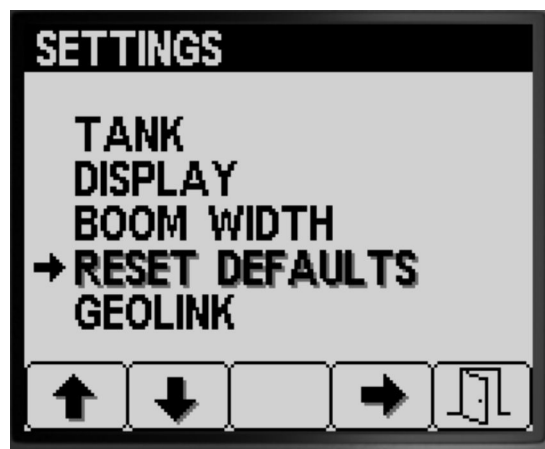 SETTINGS
TANK
DISPLAY
BOOM WIDTH
RESET DEFAULTS
GEOLINK